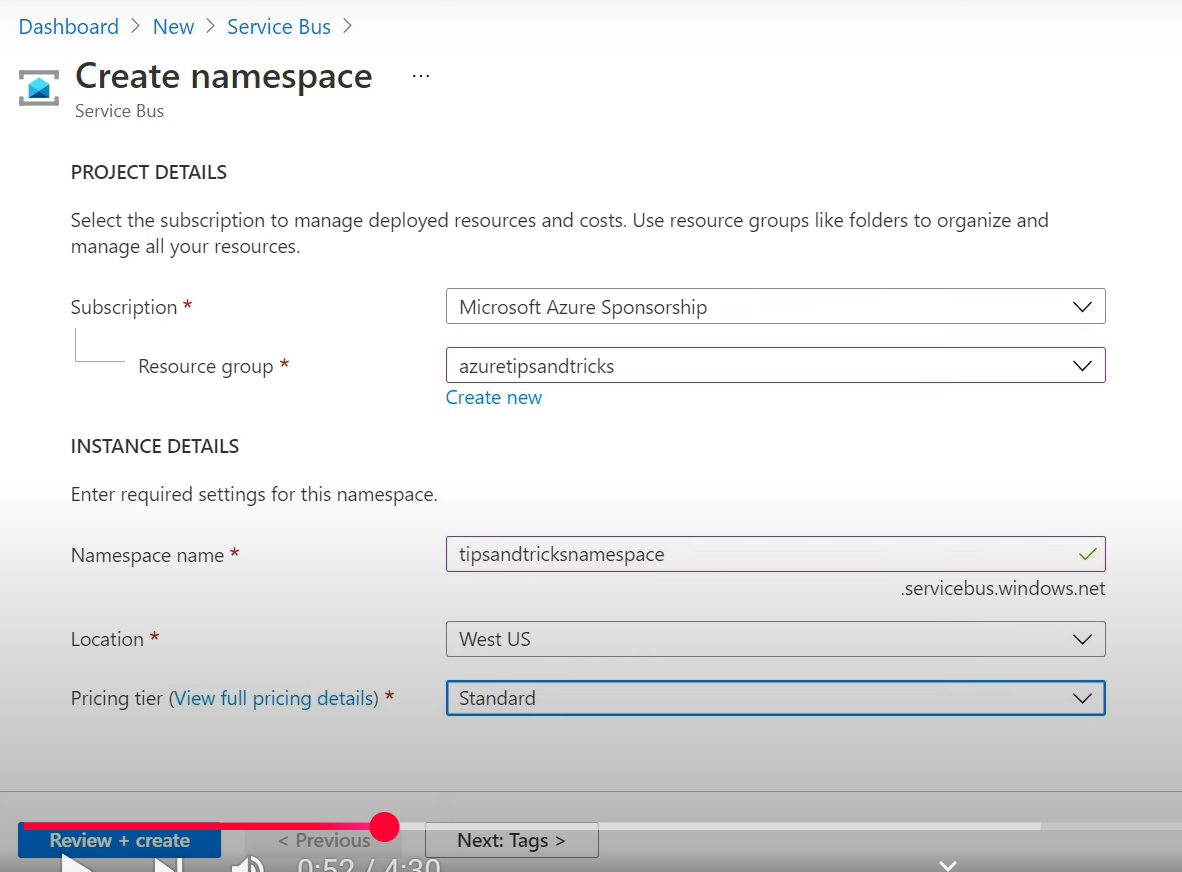 Dashboard > New > Service Bus >
Create namespace ...
Service Bus
PROJECT DETAILS
Select the subscription to manage deployed resources and costs. Use resource groups like folders to organize and
manage all your resources.
Subscription * Microsoft Azure Sponsorship
Resource group * azuretipsandtricks
Create new
INSTANCE DETAILS
Enter required settings for this namespace.
Namespace name * tipsandtricksnamespace
.servicebus.windows.net
Location * West US
Pricing tier (View full pricing details) * Standard
Review + create < Previous Next: Tags >
0:52 / 4:30